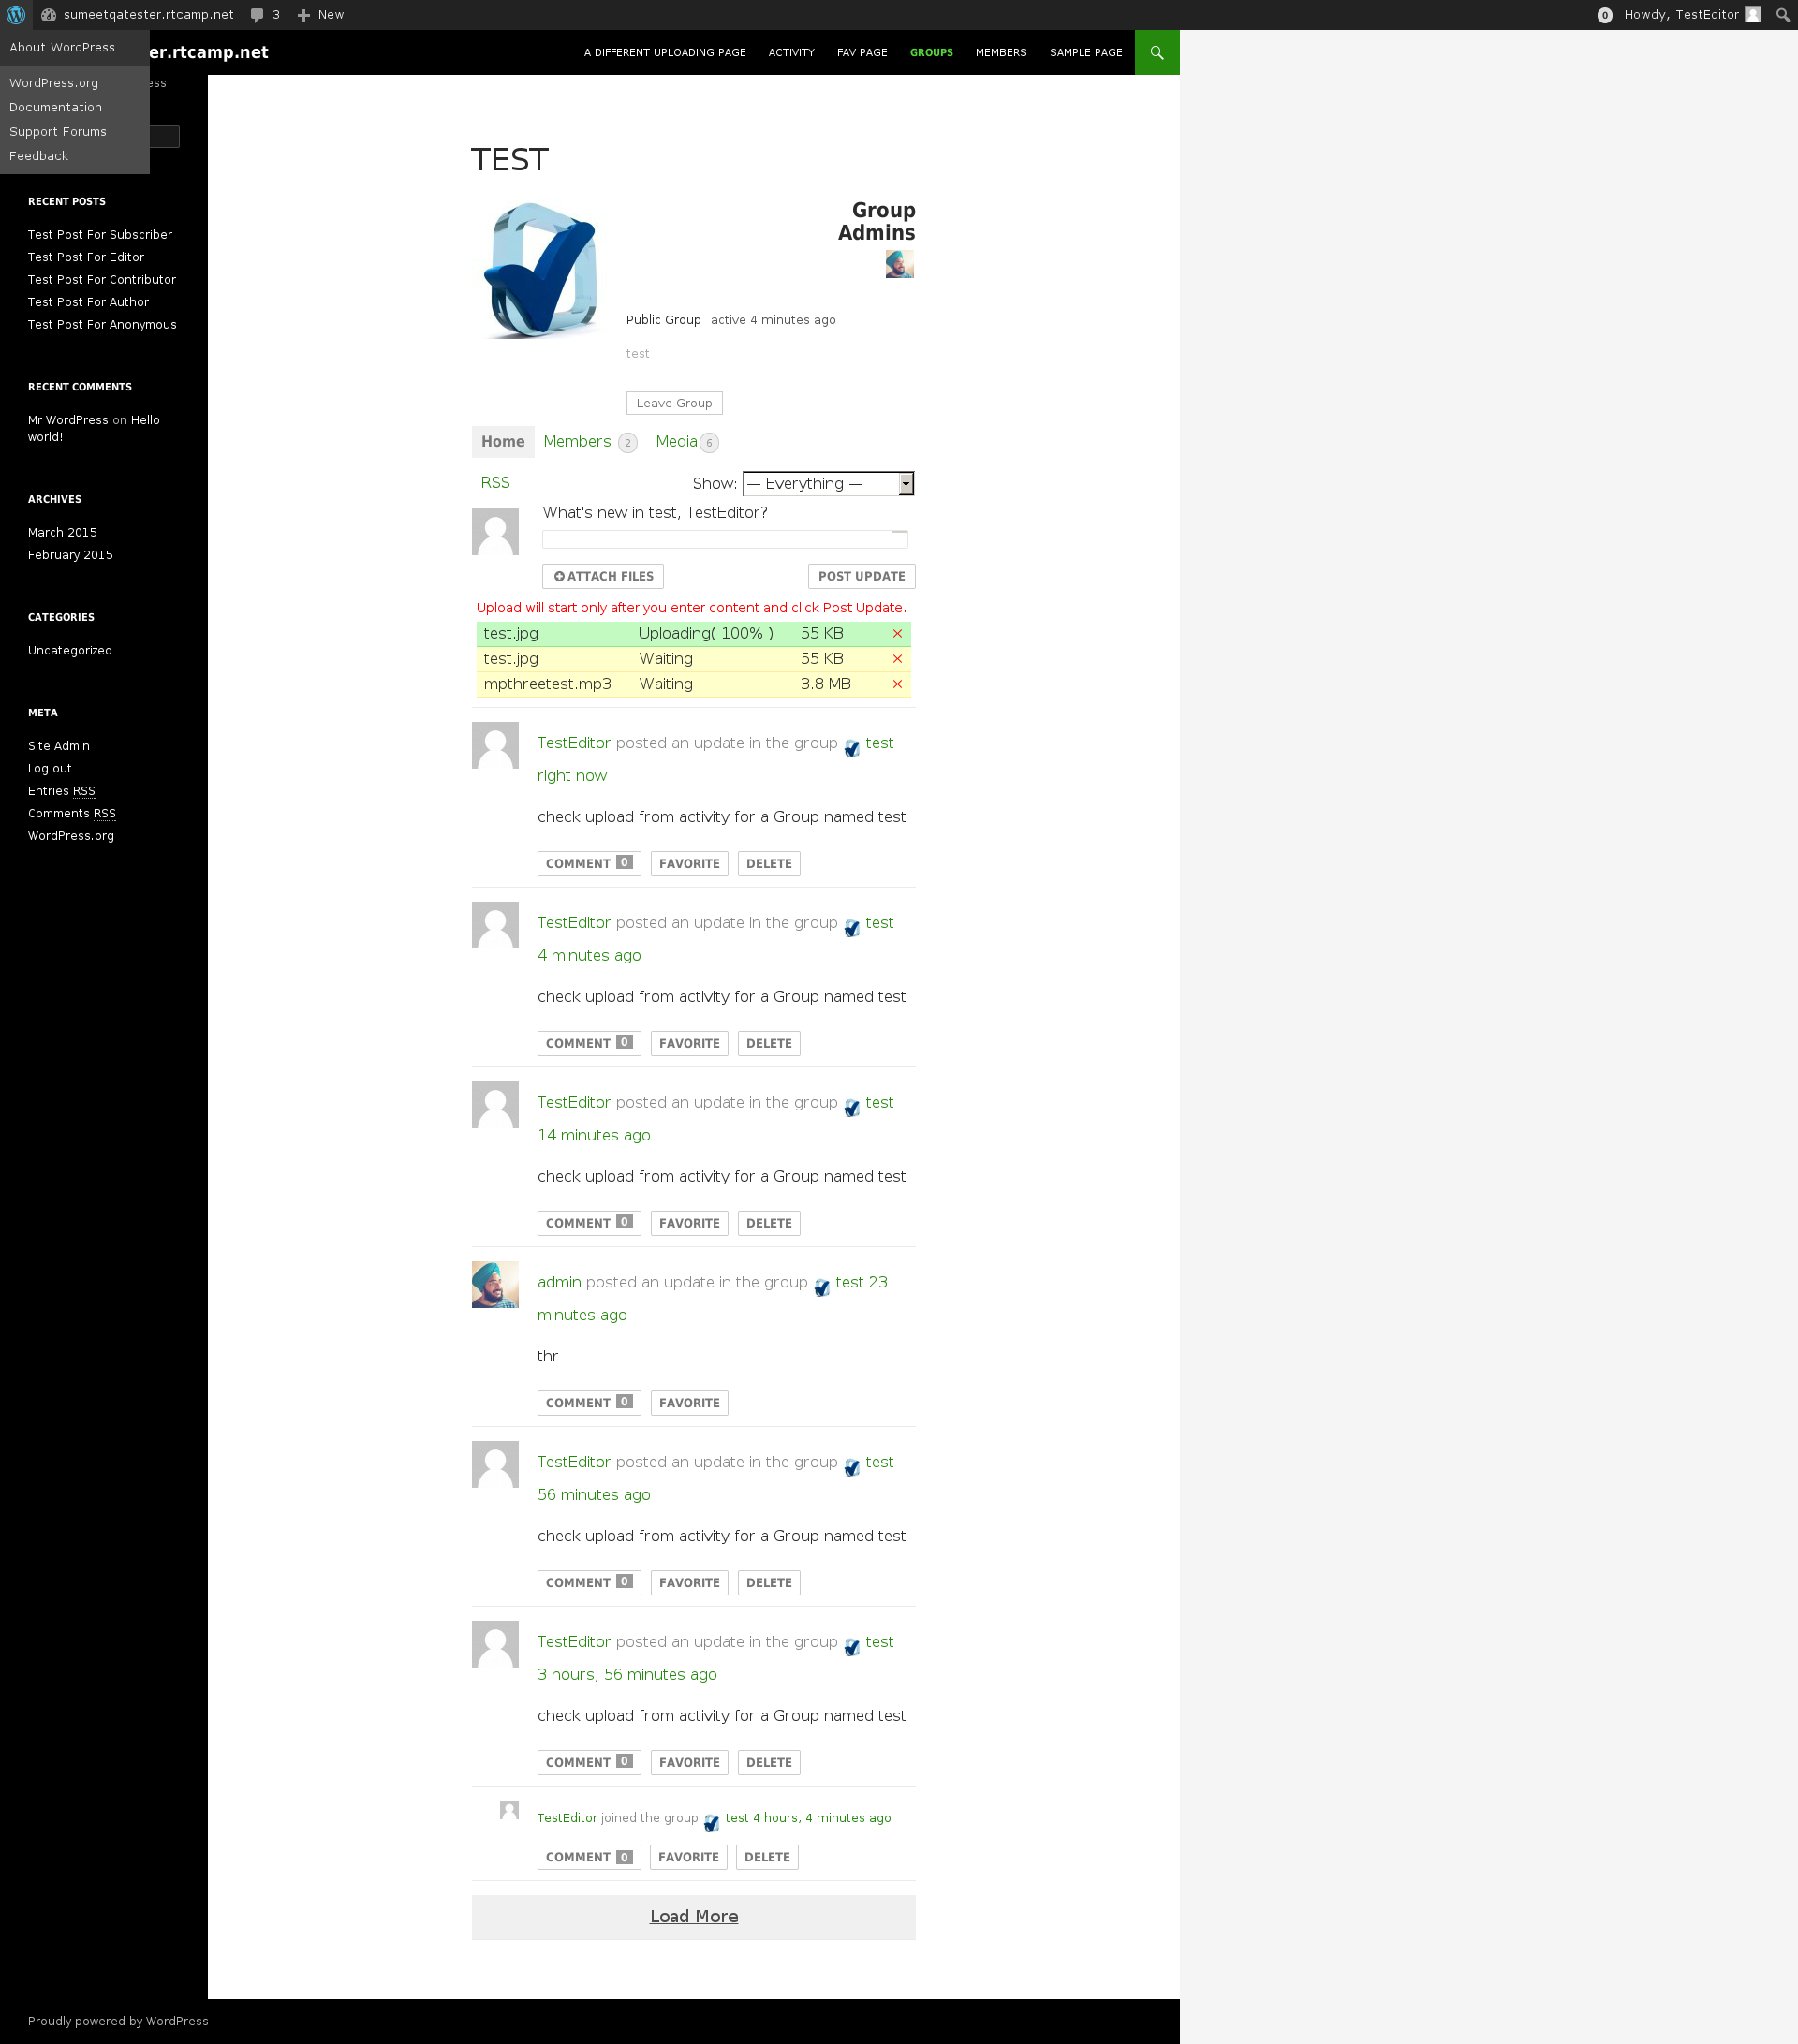 sumeetqatester.rtcamp.net 3 New 0 Howdy, TestEditor
About WordPress
WordPress.org
Documentation
Support Forums
Feedback
er.rtcamp.net
A DIFFERENT UPLOADING PAGE ACTIVITY FAV PAGE GROUPS MEMBERS SAMPLE PAGE
ess
RECENT POSTS
Test Post For Subscriber
Test Post For Editor
Test Post For Contributor
Test Post For Author
Test Post For Anonymous
RECENT COMMENTS
Mr WordPress on Hello
world!
ARCHIVES
March 2015
February 2015
CATEGORIES
Uncategorized
META
Site Admin
Log out
Entries RSS
Comments RSS
WordPress.org
TEST
Group
Admins
Public Group active 4 minutes ago
test
Leave Group
Home Members 2 Media 6
RSS Show: — Everything —
What's new in test, TestEditor?
ATTACH FILES POST UPDATE
Upload will start only after you enter content and click Post Update.
test.jpg Uploading( 100% ) 55 KB ×
test.jpg Waiting 55 KB ×
mpthreetest.mp3 Waiting 3.8 MB ×
TestEditor posted an update in the group test
right now
check upload from activity for a Group named test
COMMENT 0 FAVORITE DELETE
TestEditor posted an update in the group test
4 minutes ago
check upload from activity for a Group named test
COMMENT 0 FAVORITE DELETE
TestEditor posted an update in the group test
14 minutes ago
check upload from activity for a Group named test
COMMENT 0 FAVORITE DELETE
admin posted an update in the group test 23
minutes ago
thr
COMMENT 0 FAVORITE
TestEditor posted an update in the group test
56 minutes ago
check upload from activity for a Group named test
COMMENT 0 FAVORITE DELETE
TestEditor posted an update in the group test
3 hours, 56 minutes ago
check upload from activity for a Group named test
COMMENT 0 FAVORITE DELETE
TestEditor joined the group test 4 hours, 4 minutes ago
COMMENT 0 FAVORITE DELETE
Load More
Proudly powered by WordPress